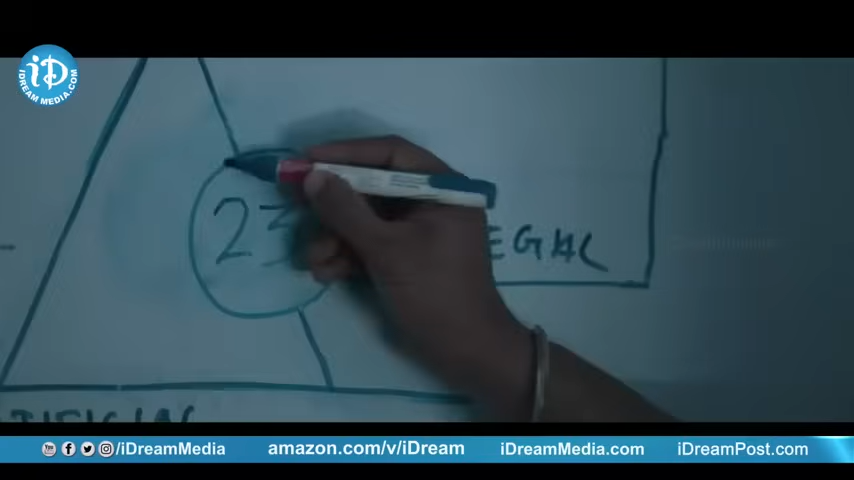 iD
iDREAM MEDIA.COM
23
EGAL
/iDreamMedia
amazon.com/v/iDream
iDreamMedia.com
iDreamPost.com